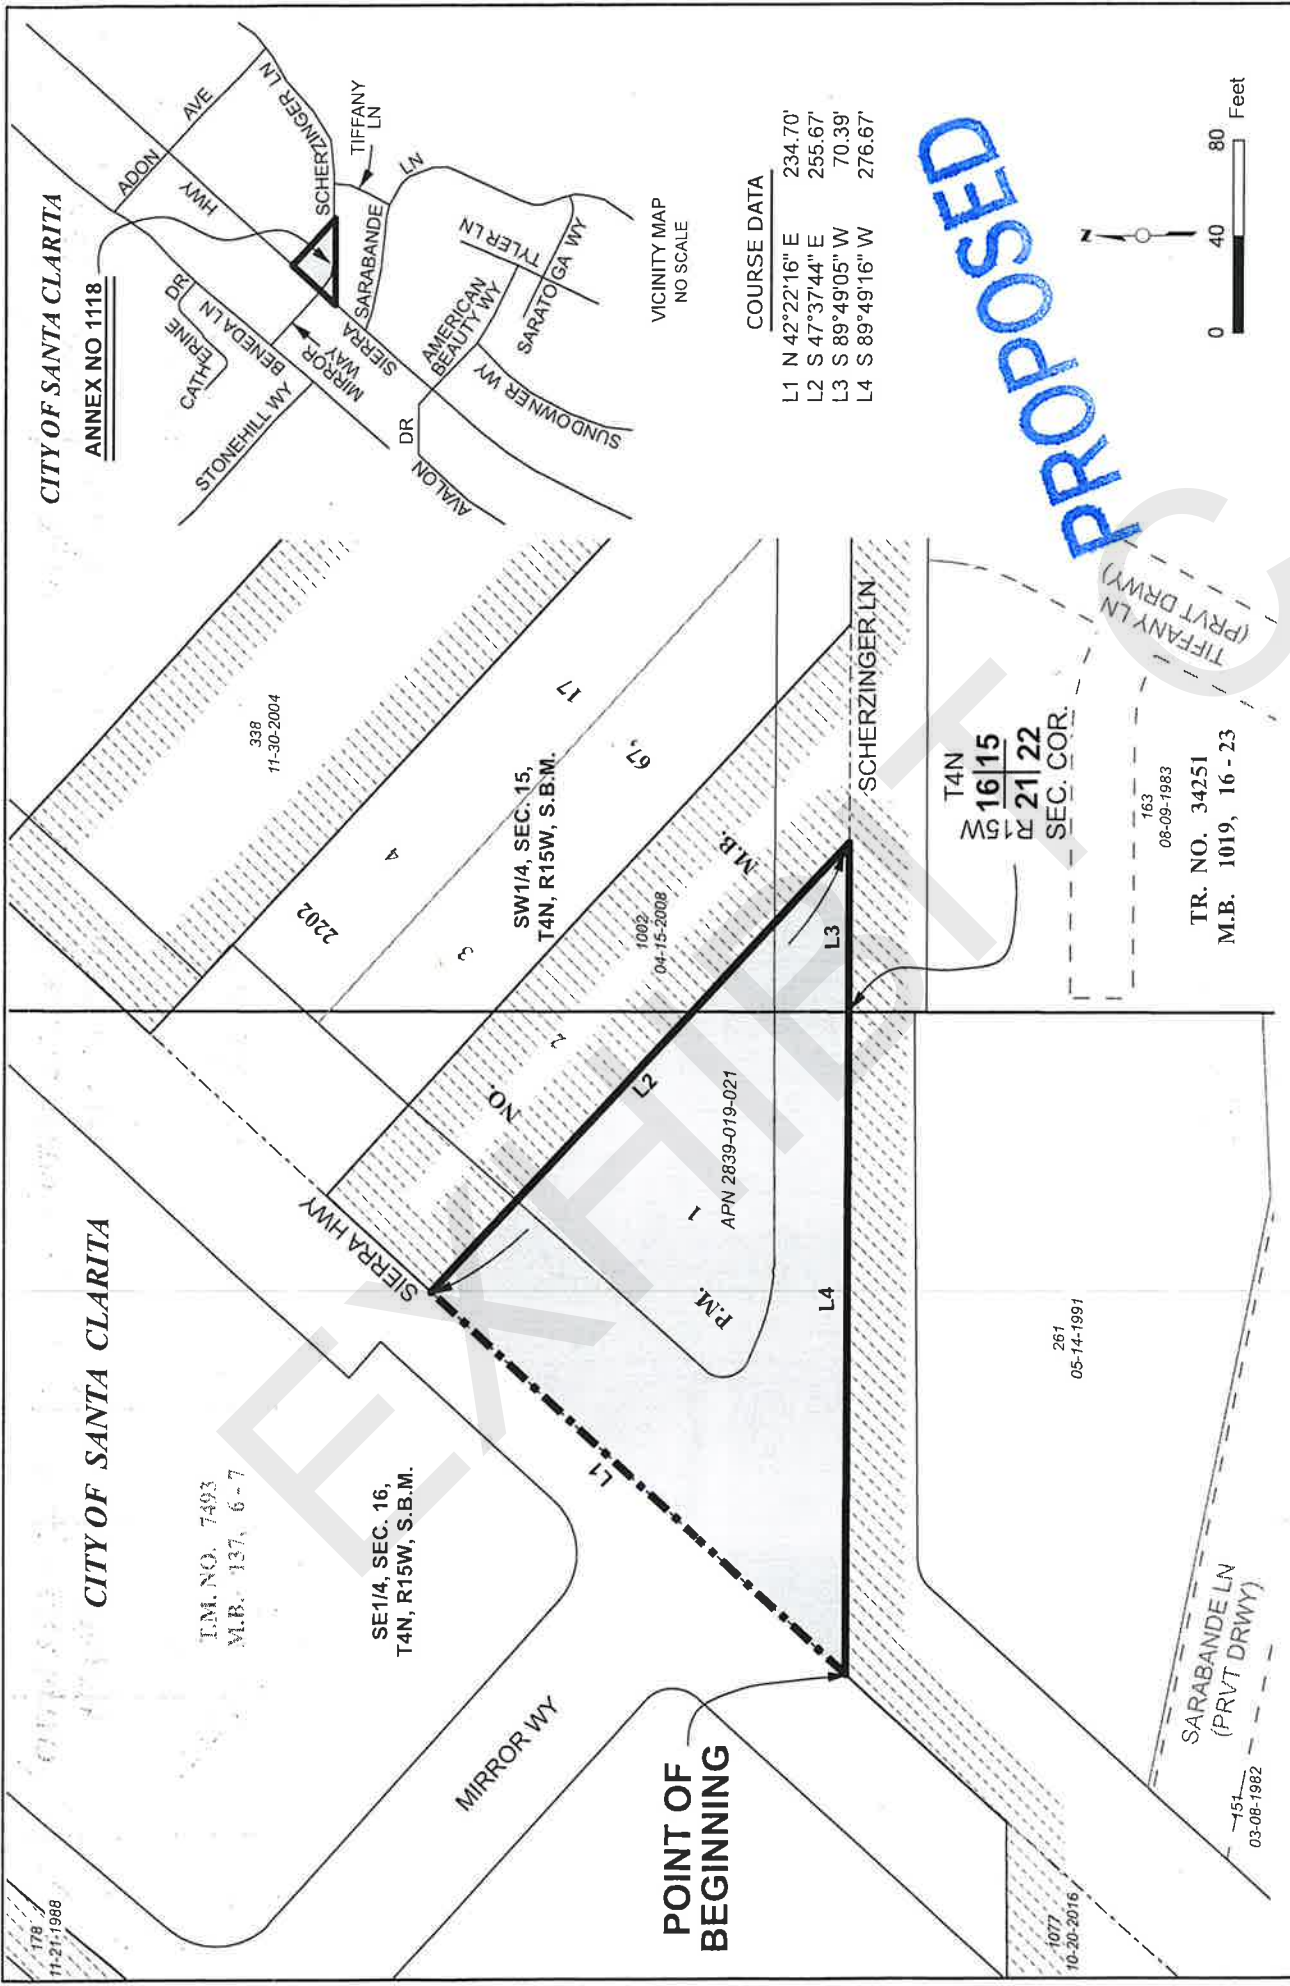 CITY OF SANTA CLARITA
T.M. NO. 7493
M.B. 137, 6 - 7
SE1/4, SEC. 16,
T4N, R15W, S.B.M.
178
11-21-1988
MIRROR WY
SIERRA HWY
POINT OF
BEGINNING
L1
L2
L3
L4
P.M.
1
APN 2839-019-021
NO.
2
3
4
2202
M.B.
67,
17
1002
04-15-2008
SW1/4, SEC. 15,
T4N, R15W, S.B.M.
338
11-30-2004
SCHERZINGER LN
T4N
R15W
16 15
21 22
SEC. COR.
163
08-09-1983
TR. NO. 34251
M.B. 1019, 16 - 23
TIFFANY LN
(PRVT DRWY)
261
05-14-1991
SARABANDE LN
(PRVT DRWY)
151
03-08-1982
1077
10-20-2016
CITY OF SANTA CLARITA
ANNEX NO 1118
ADON AVE
HWY
SCHERZINGER LN
TIFFANY
LN
CATHERINE
DR
BENEDA LN
STONEHILL WY
MIRROR
WAY
SIERRA
SARABANDE LN
AMERICAN
BEAUTY WY
TYLER LN
SARATOGA WY
SUNDOWNER WY
AVALON DR
VICINITY MAP
NO SCALE
COURSE DATA
L1 N 42°22'16" E 234.70'
L2 S 47°37'44" E 255.67'
L3 S 89°49'05" W 70.39'
L4 S 89°49'16" W 276.67'
PROPOSED
N
0 40 80
Feet
EXHIBIT C